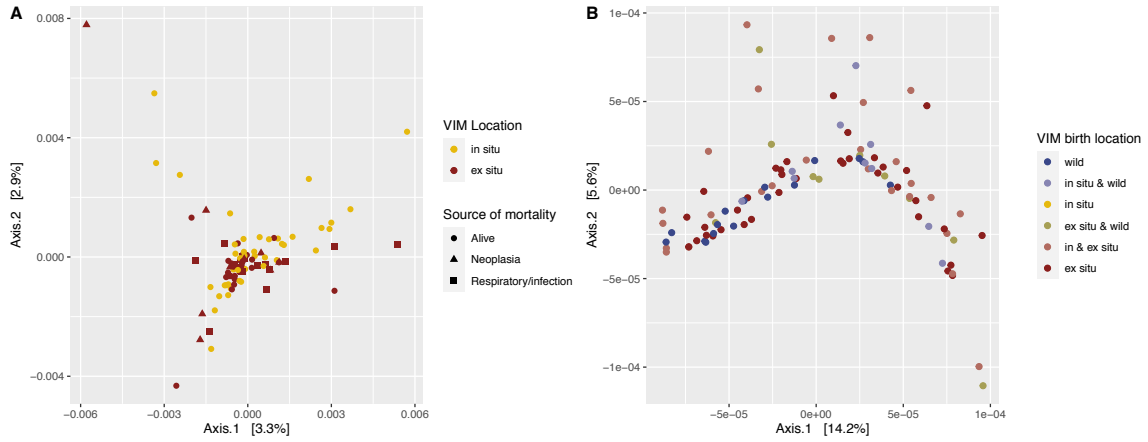 A
0.008
0.004
0.000
−0.004
−0.006
−0.003
0.000
0.003
0.006
Axis.2 [2.9%]
Axis.1 [3.3%]
VIM Location
in situ
ex situ
Source of mortality
Alive
Neoplasia
Respiratory/infection
B
1e−04
5e−05
0e+00
−5e−05
−1e−04
−5e−05
0e+00
5e−05
1e−04
Axis.2 [5.6%]
Axis.1 [14.2%]
VIM birth location
wild
in situ & wild
in situ
ex situ & wild
in & ex situ
ex situ